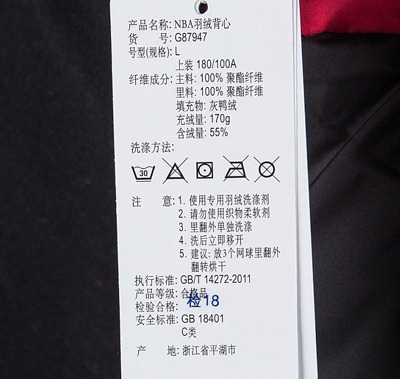 产品名称: NBA羽绒背心
货 号: G87947
号型(规格): L
上装 180/100A
纤维成分: 主料: 100% 聚酯纤维
里料: 100% 聚酯纤维
填充物: 灰鸭绒
充绒量: 170g
含绒量: 55%
洗涤方法:
30
注 意: 1. 使用专用羽绒洗涤剂
2. 请勿使用织物柔软剂
3. 里翻外单独洗涤
4. 洗后立即移开
5. 建议: 放3个网球里翻外
翻转烘干
执行标准: GB/T 14272-2011
产品等级: 合格品
检验合格: 检18
安全标准: GB 18401
C类
产 地: 浙江省平湖市